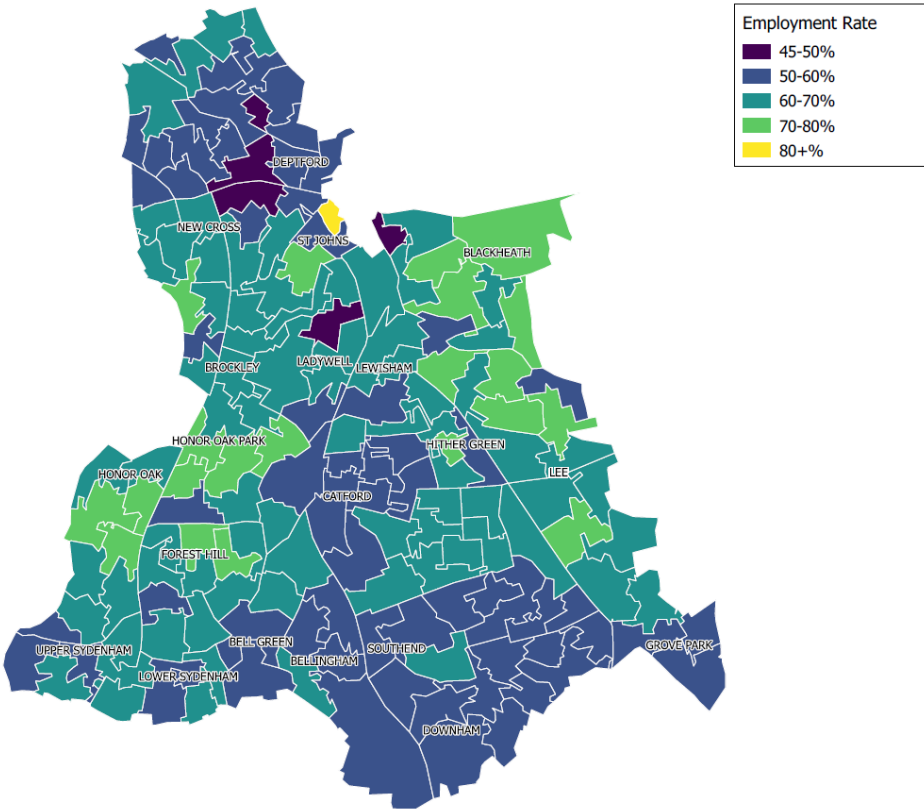 Employment Rate
45-50%
50-60%
60-70%
70-80%
80+%
DEPTFORD
NEW CROSS
ST JOHNS
BLACKHEATH
BROCKLEY
LADYWELL
LEWISHAM
HONOR OAK PARK
HITHER GREEN
HONOR OAK
LEE
CATFORD
FOREST HILL
UPPER SYDENHAM
BELL GREEN
SOUTHEND
GROVE PARK
BELLINGHAM
LOWER SYDENHAM
DOWNHAM